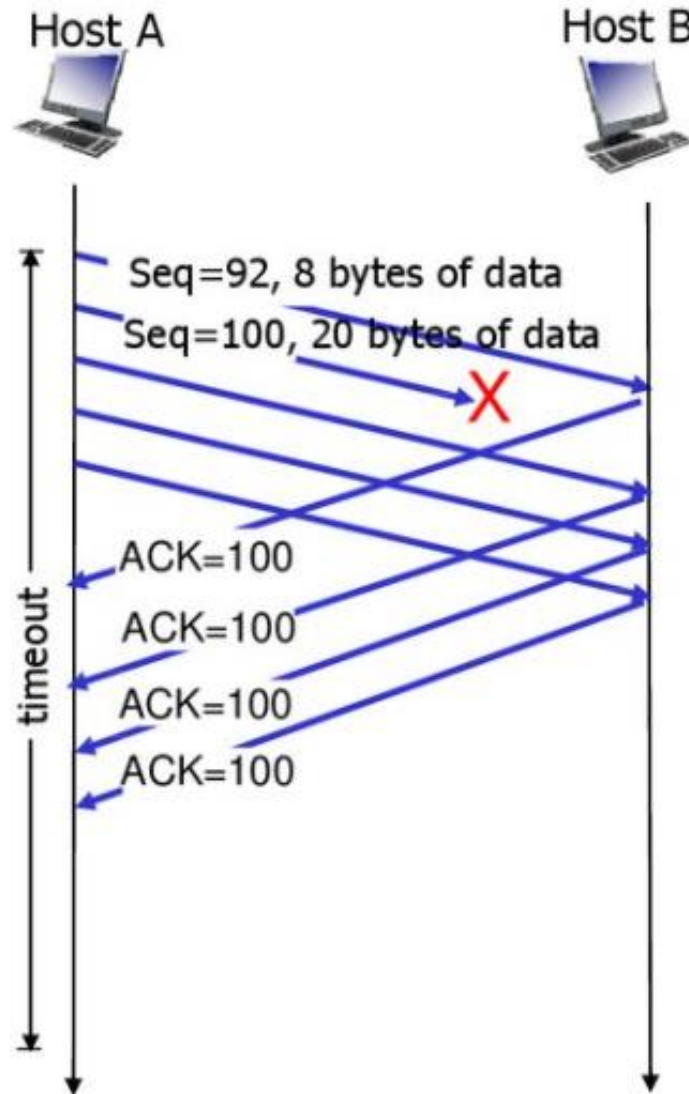 Host A
Host B
Seq=92, 8 bytes of data
Seq=100, 20 bytes of data
X
ACK=100
ACK=100
ACK=100
ACK=100
timeout